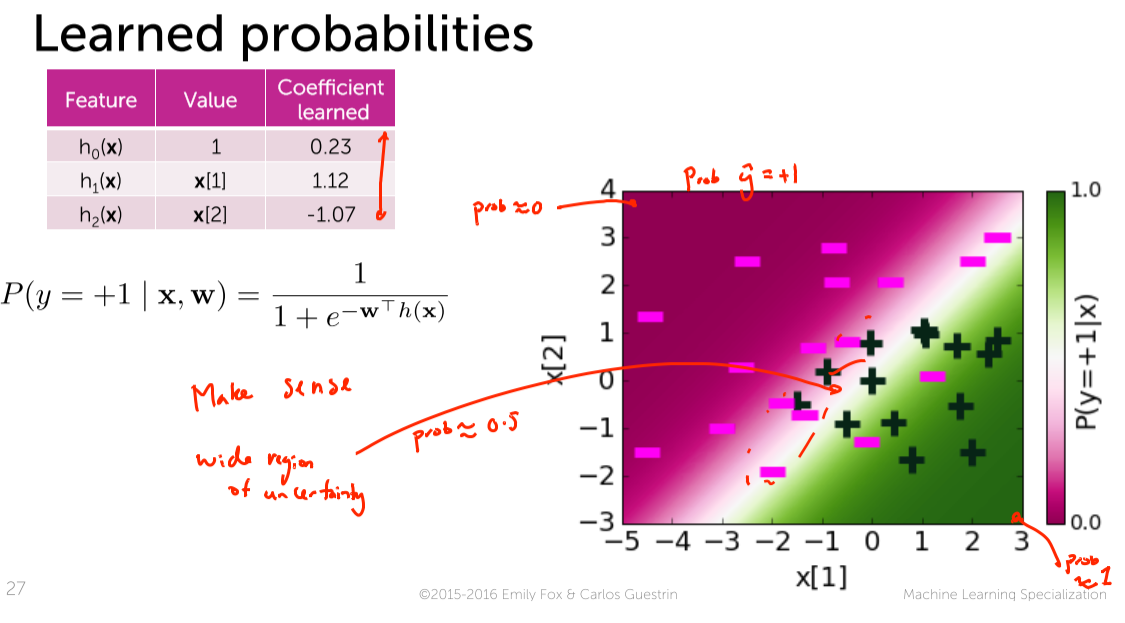 Learned probabilities
Feature Value Coefficient learned
h0(x) 1 0.23
h1(x) x[1] 1.12
h2(x) x[2] -1.07
P(y = +1 | x, w) = 1 / (1 + e^(-w⊤h(x)))
Make sense
wide region
of uncertainty
prob ≈ 0.5
prob ≈ 0
Prob ŷ = +1
4
3
2
1
0
−1
−2
−3
x[2]
−5 −4 −3 −2 −1 0 1 2 3
x[1]
1.0
0.0
P(y=+1|x)
prob
≈ 1
27
©2015-2016 Emily Fox & Carlos Guestrin
Machine Learning Specialization